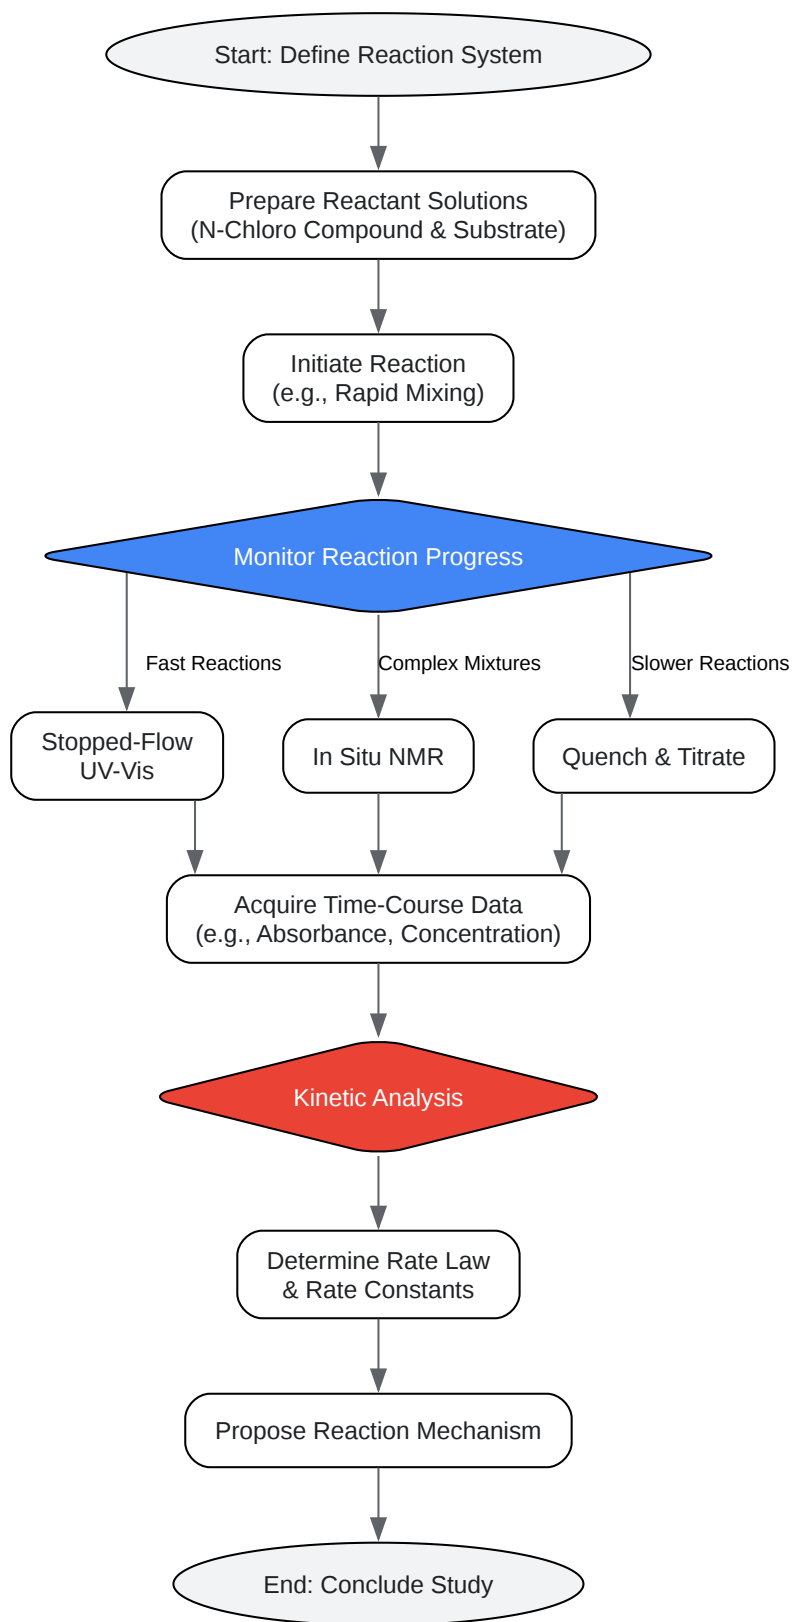 Start: Define Reaction System
Prepare Reactant Solutions
(N-Chloro Compound & Substrate)
Initiate Reaction
(e.g., Rapid Mixing)
Monitor Reaction Progress
Fast Reactions
Complex Mixtures
Slower Reactions
Stopped-Flow
UV-Vis
In Situ NMR
Quench & Titrate
Acquire Time-Course Data
(e.g., Absorbance, Concentration)
Kinetic Analysis
Determine Rate Law
& Rate Constants
Propose Reaction Mechanism
End: Conclude Study